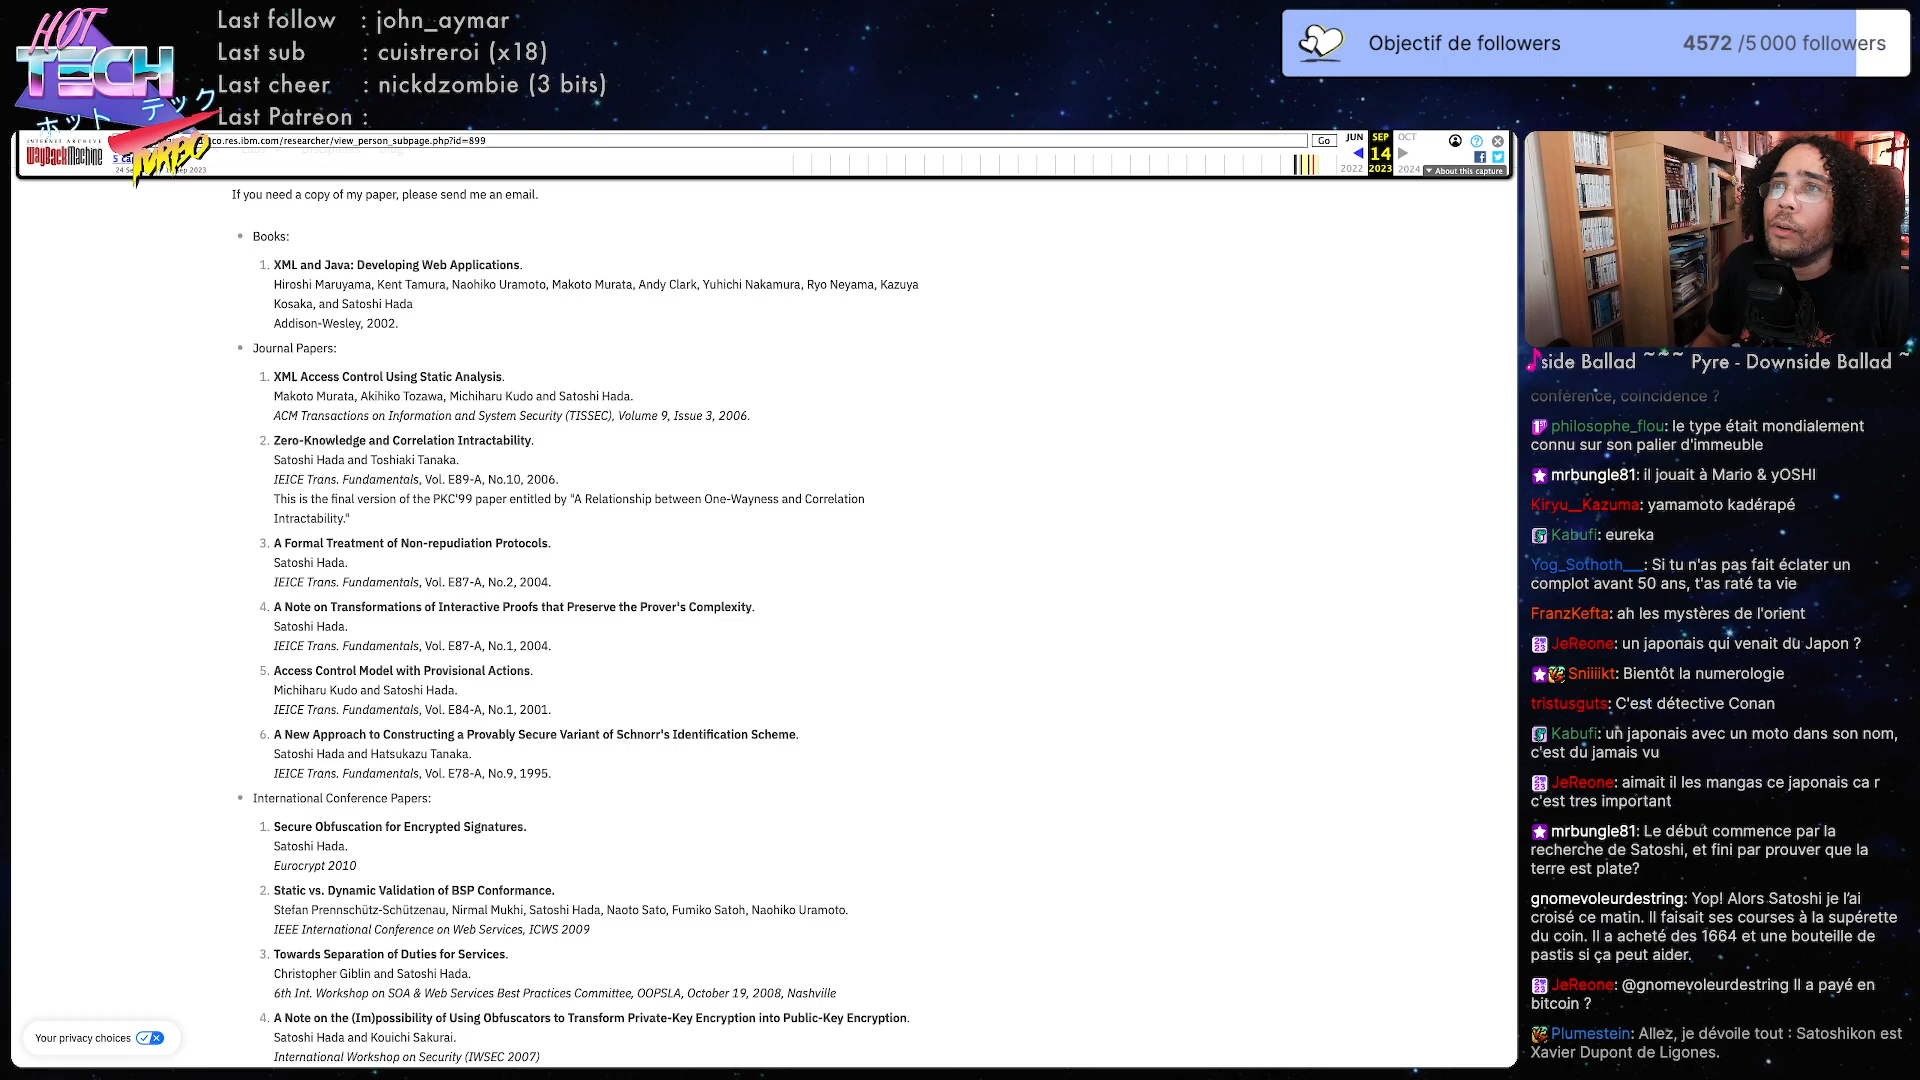 HOT
TECH
ホット テック
TURBO
Last follow : john_aymar
Last sub : cuistreroi (x18)
Last cheer : nickdzombie (3 bits)
Last Patreon :
Objectif de followers 4572 /5 000 followers
INTERNET ARCHIVE
WayBackMachine
co.res.ibm.com/researcher/view_person_subpage.php?id=899
Go
JUN SEP OCT
14
2022 2023 2024
About this capture
If you need a copy of my paper, please send me an email.
Books:
1. XML and Java: Developing Web Applications.
Hiroshi Maruyama, Kent Tamura, Naohiko Uramoto, Makoto Murata, Andy Clark, Yuhichi Nakamura, Ryo Neyama, Kazuya
Kosaka, and Satoshi Hada
Addison-Wesley, 2002.
Journal Papers:
1. XML Access Control Using Static Analysis.
Makoto Murata, Akihiko Tozawa, Michiharu Kudo and Satoshi Hada.
ACM Transactions on Information and System Security (TISSEC), Volume 9, Issue 3, 2006.
2. Zero-Knowledge and Correlation Intractability.
Satoshi Hada and Toshiaki Tanaka.
IEICE Trans. Fundamentals, Vol. E89-A, No.10, 2006.
This is the final version of the PKC'99 paper entitled by "A Relationship between One-Wayness and Correlation
Intractability."
3. A Formal Treatment of Non-repudiation Protocols.
Satoshi Hada.
IEICE Trans. Fundamentals, Vol. E87-A, No.2, 2004.
4. A Note on Transformations of Interactive Proofs that Preserve the Prover's Complexity.
Satoshi Hada.
IEICE Trans. Fundamentals, Vol. E87-A, No.1, 2004.
5. Access Control Model with Provisional Actions.
Michiharu Kudo and Satoshi Hada.
IEICE Trans. Fundamentals, Vol. E84-A, No.1, 2001.
6. A New Approach to Constructing a Provably Secure Variant of Schnorr's Identification Scheme.
Satoshi Hada and Hatsukazu Tanaka.
IEICE Trans. Fundamentals, Vol. E78-A, No.9, 1995.
International Conference Papers:
1. Secure Obfuscation for Encrypted Signatures.
Satoshi Hada.
Eurocrypt 2010
2. Static vs. Dynamic Validation of BSP Conformance.
Stefan Prennschütz-Schützenau, Nirmal Mukhi, Satoshi Hada, Naoto Sato, Fumiko Satoh, Naohiko Uramoto.
IEEE International Conference on Web Services, ICWS 2009
3. Towards Separation of Duties for Services.
Christopher Giblin and Satoshi Hada.
6th Int. Workshop on SOA & Web Services Best Practices Committee, OOPSLA, October 19, 2008, Nashville
4. A Note on the (Im)possibility of Using Obfuscators to Transform Private-Key Encryption into Public-Key Encryption.
Satoshi Hada and Kouichi Sakurai.
International Workshop on Security (IWSEC 2007)
Your privacy choices
side Ballad ~~~ Pyre - Downside Ballad ~
conférence, coincidence ?
philosophe_flou: le type était mondialement
connu sur son palier d'immeuble
mrbungle81: il jouait à Mario & yOSHI
Kiryu__Kazuma: yamamoto kadérapé
Kabufi: eureka
Yog_Sothoth___: Si tu n'as pas fait éclater un
complot avant 50 ans, t'as raté ta vie
FranzKefta: ah les mystères de l'orient
JeReone: un japonais qui venait du Japon ?
Sniiiikt: Bientôt la numerologie
tristusguts: C'est détective Conan
Kabufi: un japonais avec un moto dans son nom,
c'est du jamais vu
JeReone: aimait il les mangas ce japonais ca r
c'est tres important
mrbungle81: Le début commence par la
recherche de Satoshi, et fini par prouver que la
terre est plate?
gnomevoleurdestring: Yop! Alors Satoshi je l'ai
croisé ce matin. Il faisait ses courses à la supérette
du coin. Il a acheté des 1664 et une bouteille de
pastis si ça peut aider.
JeReone: @gnomevoleurdestring Il a payé en
bitcoin ?
Plumestein: Allez, je dévoile tout : Satoshikon est
Xavier Dupont de Ligones.